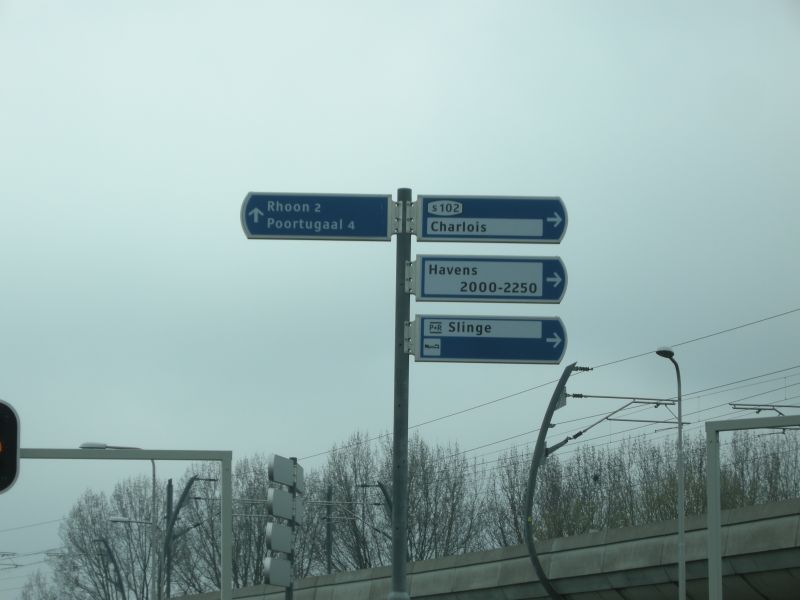 Rhoon 2
Poortugaal 4
s102
Charlois
Havens
2000-2250
P+R Slinge